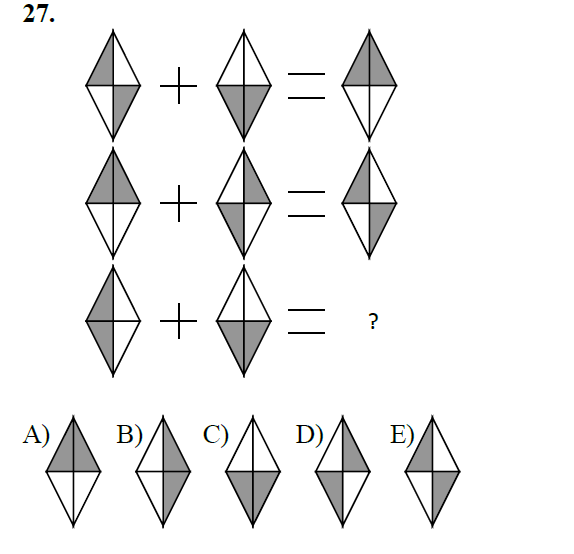 27.
+ =
+ =
+ = ?
A) B) C) D) E)